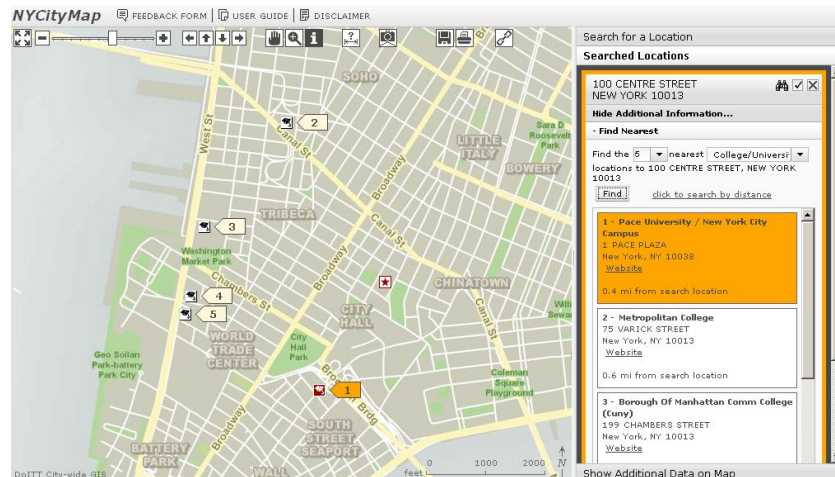 NYCityMap
FEEDBACK FORM
USER GUIDE
DISCLAIMER
SOHO
2
Sara D
Roosevelt
Park
West St
Canal St
LITTLE
ITALY
Broadway
BOWERY
TRIBECA
3
Canal St
Washington
Market Park
Broadway
Chambers St
4
5
CHINATOWN
CITY
HALL
WORLD
TRADE
CENTER
City
Hall
Park
Canal St
Geo Soilan
Park-battery
Park City
1
Coleman
Square
Playground
Broadway
SOUTH
STREET
SEAPORT
BATTERY
PARK
WALL
DoITT City-wide GIS
feet
0
1000
2000
N
Search for a Location
Searched Locations
100 CENTRE STREET
NEW YORK 10013
Hide Additional Information...
- Find Nearest
Find the 5 nearest College/Universi
locations to 100 CENTRE STREET, NEW YORK
10013
Find
click to search by distance
1 - Pace University / New York City
Campus
1 PACE PLAZA
New York, NY 10038
Website
0.4 mi from search location
2 - Metropolitan College
75 VARICK STREET
New York, NY 10013
Website
0.6 mi from search location
3 - Borough Of Manhattan Comm College
(Cuny)
199 CHAMBERS STREET
New York, NY 10013
Website
Show Additional Data on Map